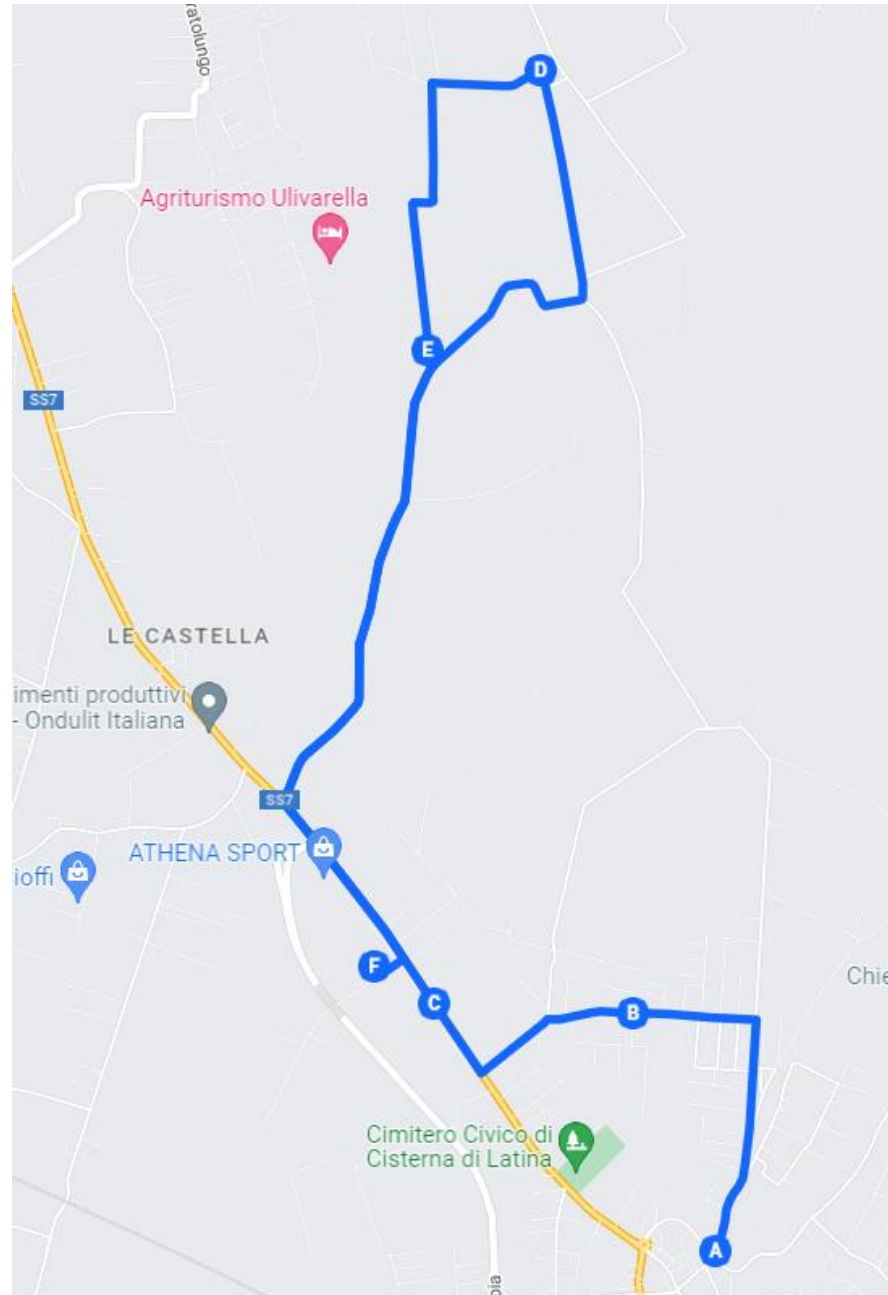 ratolungo
D
Agriturismo Ulivarella
E
SS7
LE CASTELLA
imenti produttivi
- Ondulit Italiana
SS7
ATHENA SPORT
ioffi
F
C
B
Chie
Cimitero Civico di
Cisterna di Latina
A
pia